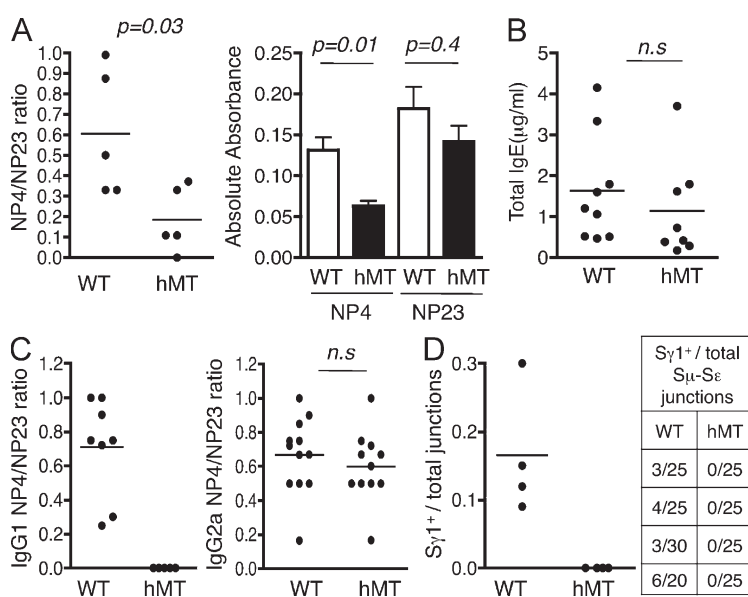 A
p=0.03
NP4/NP23 ratio
1.0
0.9
0.8
0.7
0.6
0.5
0.4
0.3
0.2
0.1
0.0
WT hMT
p=0.01 p=0.4
Absolute Absorbance
0.25
0.20
0.15
0.10
0.05
0.00
WT hMT WT hMT
NP4 NP23
B
n.s
Total IgE(μg/ml)
5
4
3
2
1
0
WT hMT
C
IgG1 NP4/NP23 ratio
1.2
1.0
0.8
0.6
0.4
0.2
0.0
WT hMT
n.s
IgG2a NP4/NP23 ratio
1.2
1.0
0.8
0.6
0.4
0.2
0.0
WT hMT
D
Sγ1⁺ / total junctions
0.3
0.2
0.1
0.0
WT hMT
Sγ1⁺ / total
Sμ-Sε
junctions
WT hMT
3/25 0/25
4/25 0/25
3/30 0/25
6/20 0/25